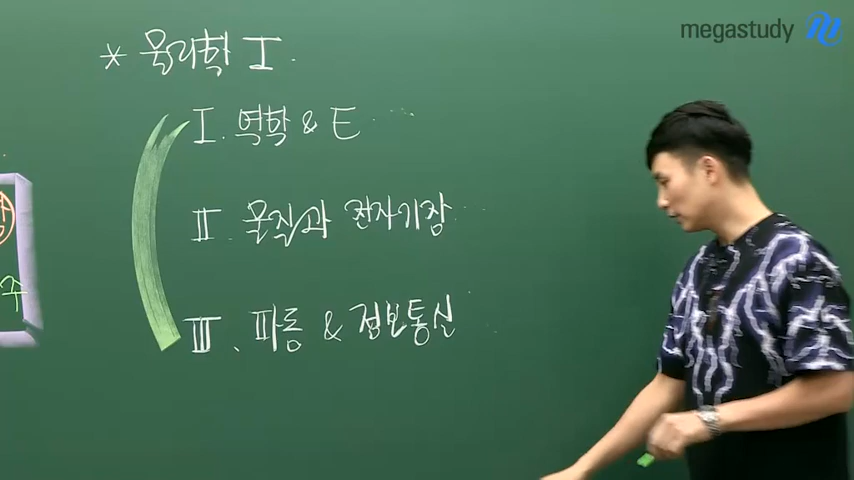 megastudy
* 물리학 I.
I. 역학 & E
II. 물질과 전자기장
III. 파동 & 정보통신